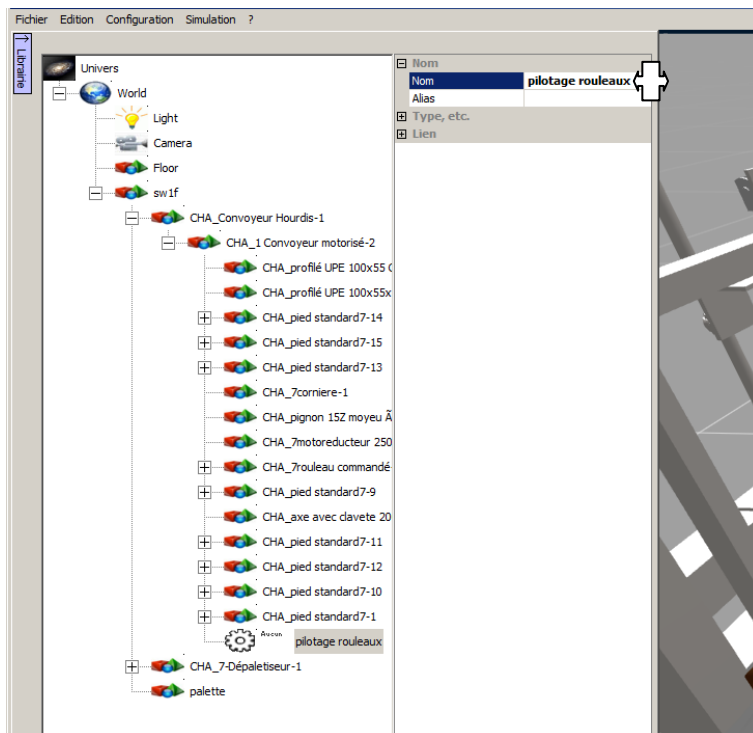 Fichier Edition Configuration Simulation ?
Librairie
Univers
World
Light
Camera
Floor
sw1f
CHA_Convoyeur Hourdis-1
CHA_1 Convoyeur motorisé-2
CHA_profilé UPE 100x55 C
CHA_profilé UPE 100x55x
CHA_pied standard7-14
CHA_pied standard7-15
CHA_pied standard7-13
CHA_7corniere-1
CHA_pignon 15Z moyeu Ã
CHA_7motoreducteur 250
CHA_7rouleau commandé
CHA_pied standard7-9
CHA_axe avec clavete 20
CHA_pied standard7-11
CHA_pied standard7-12
CHA_pied standard7-10
CHA_pied standard7-1
Aucun
pilotage rouleaux
CHA_7-Dépaletiseur-1
palette
Nom
Nom pilotage rouleaux
Alias
Type, etc.
Lien